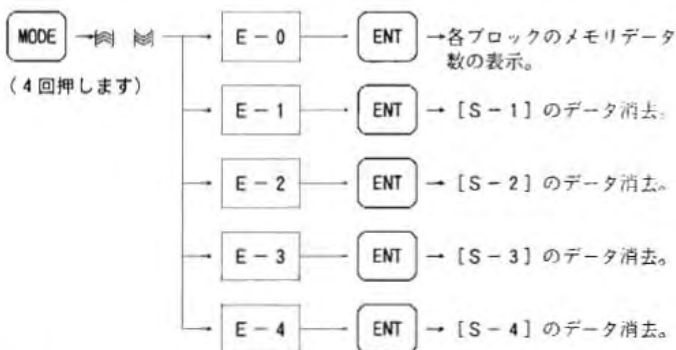 MODE → → E－0 → ENT →各ブロックのメモリデータ
数の表示。
(4回押します)
→ E－1 → ENT → [S－1] のデータ消去。
→ E－2 → ENT → [S－2] のデータ消去。
→ E－3 → ENT → [S－3] のデータ消去。
→ E－4 → ENT → [S－4] のデータ消去。